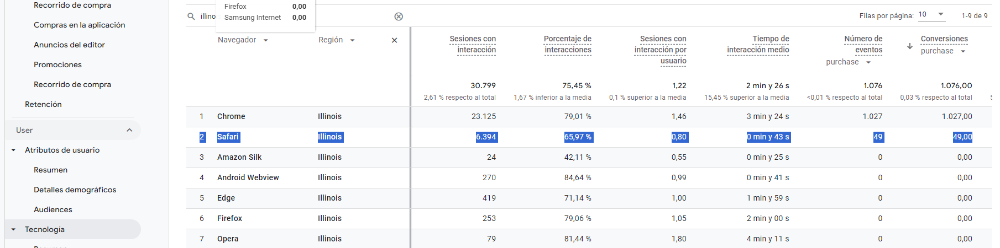 Recorrido de compra
Compras en la aplicación
Anuncios del editor
Promociones
Recorrido de compra
Retención
User
Atributos de usuario
Resumen
Detalles demográficos
Audiences
Tecnología
Firefox 0,00
Samsung Internet 0,00
illino
Filas por página: 10 1-9 de 9
Navegador Región Sesiones con interacción Porcentaje de interacciones Sesiones con interacción por usuario Tiempo de interacción medio Número de eventos purchase Conversiones purchase
30.799 75,45 % 1,22 2 min y 26 s 1.076 1.076,00
2,61 % respecto al total 1,67 % inferior a la media 0,1 % superior a la media 15,45 % superior a la media <0,01 % respecto al total 0,03 % respecto al total
1 Chrome Illinois 23.125 79,01 % 1,46 3 min y 24 s 1.027 1.027,00
2 Safari Illinois 6.394 65,97 % 0,80 0 min y 43 s 49 49,00
3 Amazon Silk Illinois 24 42,11 % 0,55 0 min y 25 s 0 0,00
4 Android Webview Illinois 270 84,64 % 0,99 0 min y 41 s 0 0,00
5 Edge Illinois 419 71,14 % 1,00 1 min y 59 s 0 0,00
6 Firefox Illinois 253 79,06 % 1,05 2 min y 00 s 0 0,00
7 Opera Illinois 79 81,44 % 1,80 4 min y 11 s 0 0,00